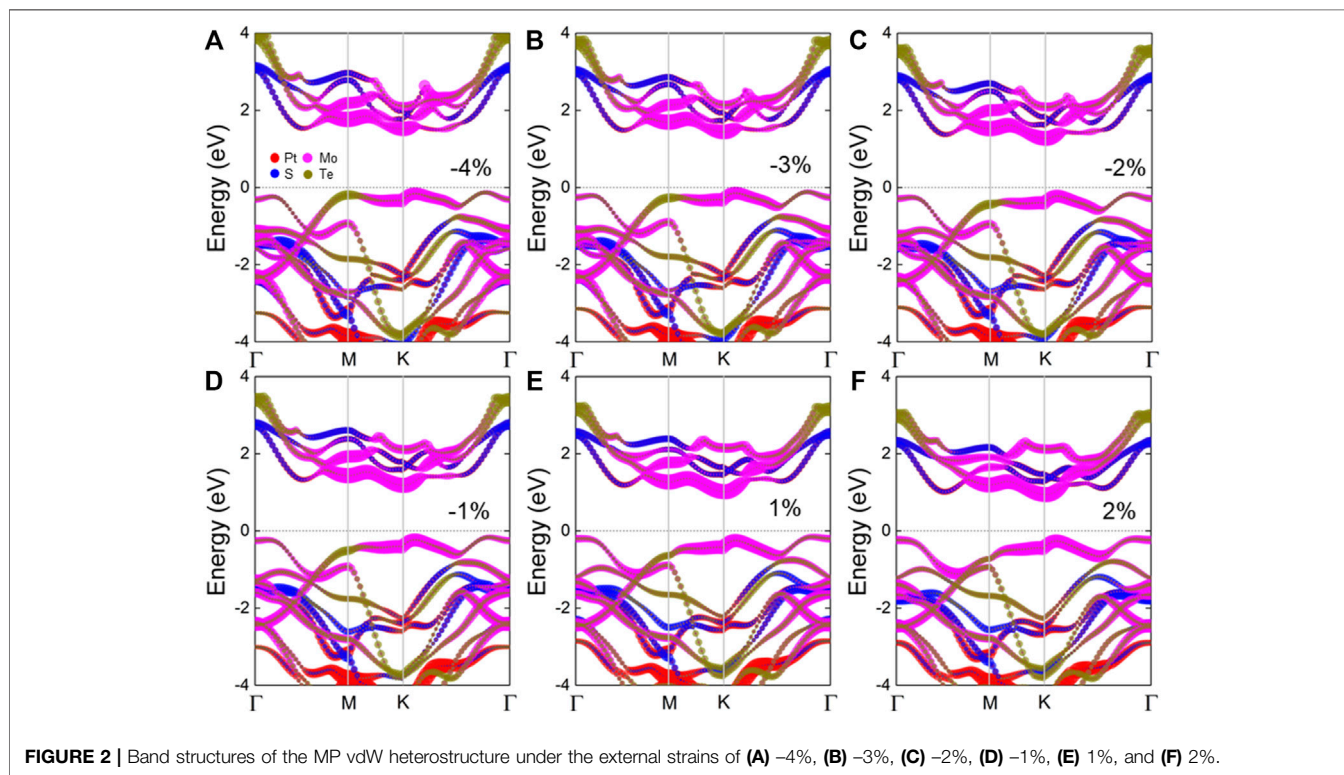 A
B
C
4
2
0
-2
-4
Energy (eV)
Pt
Mo
S
Te
-4%
Γ
M
K
Γ
4
2
0
-2
-4
Energy (eV)
-3%
Γ
M
K
Γ
4
2
0
-2
-4
Energy (eV)
-2%
Γ
M
K
Γ
D
E
F
4
2
0
-2
-4
Energy (eV)
-1%
Γ
M
K
Γ
4
2
0
-2
-4
Energy (eV)
1%
Γ
M
K
Γ
4
2
0
-2
-4
Energy (eV)
2%
Γ
M
K
Γ
FIGURE 2 | Band structures of the MP vdW heterostructure under the external strains of (A) –4%, (B) –3%, (C) –2%, (D) –1%, (E) 1%, and (F) 2%.